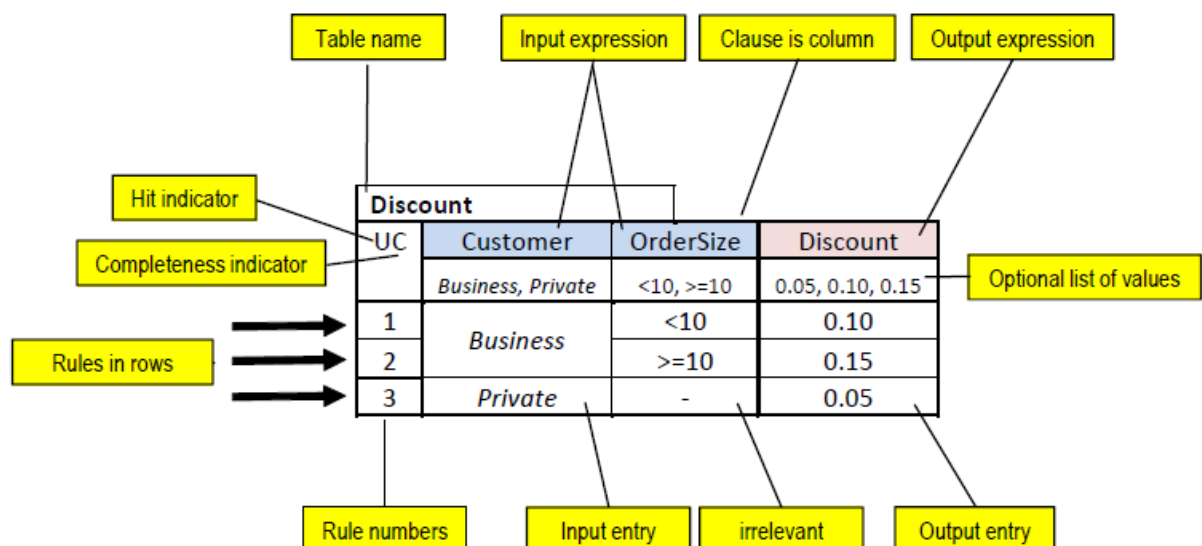 Table name
Input expression
Clause is column
Output expression
Hit indicator
Discount
UC
Customer
OrderSize
Discount
Completeness indicator
Business, Private
<10, >=10
0.05, 0.10, 0.15
Optional list of values
1
Business
<10
0.10
Rules in rows
2
>=10
0.15
3
Private
-
0.05
Rule numbers
Input entry
irrelevant
Output entry